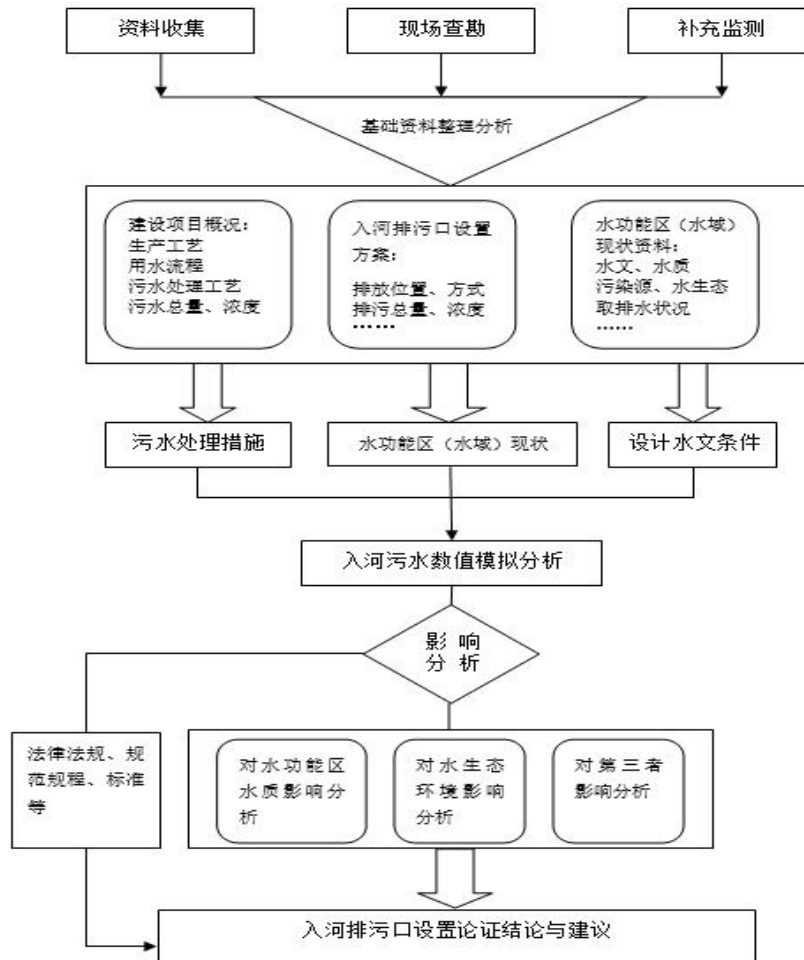 资料收集
现场查勘
补充监测
基础资料整理分析
建设项目概况：
生产工艺
用水流程
污水处理工艺
污水总量、浓度
入河排污口设置
方案：
排放位置、方式
排污总量、浓度
……
水功能区（水域）
现状资料：
水文、水质
污染源、水生态
取排水状况
……
污水处理措施
水功能区（水域）现状
设计水文条件
入河污水数值模拟分析
影 响
分 析
法律法规、规
范规程、标准
等
对水功能区
水质影响分
析
对水生态
环境影响
分析
对第三者
影响分析
入河排污口设置论证结论与建议